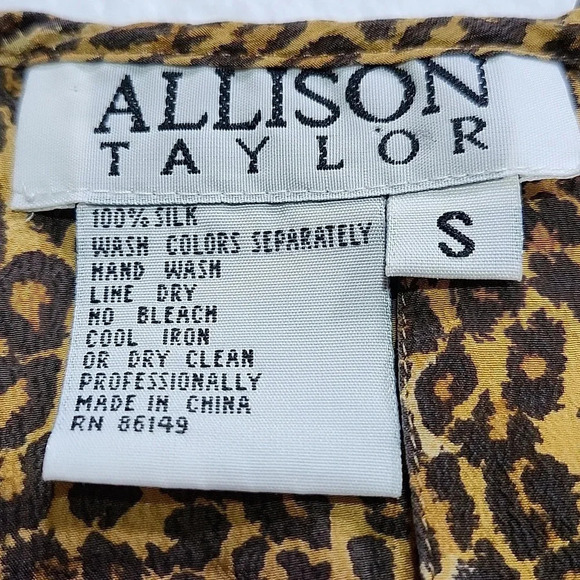 ALLISON
TAYLOR
S
100% SILK
WASH COLORS SEPARATELY
HAND WASH
LINE DRY
NO BLEACH
COOL IRON
OR DRY CLEAN
PROFESSIONALLY
MADE IN CHINA
RN 86149